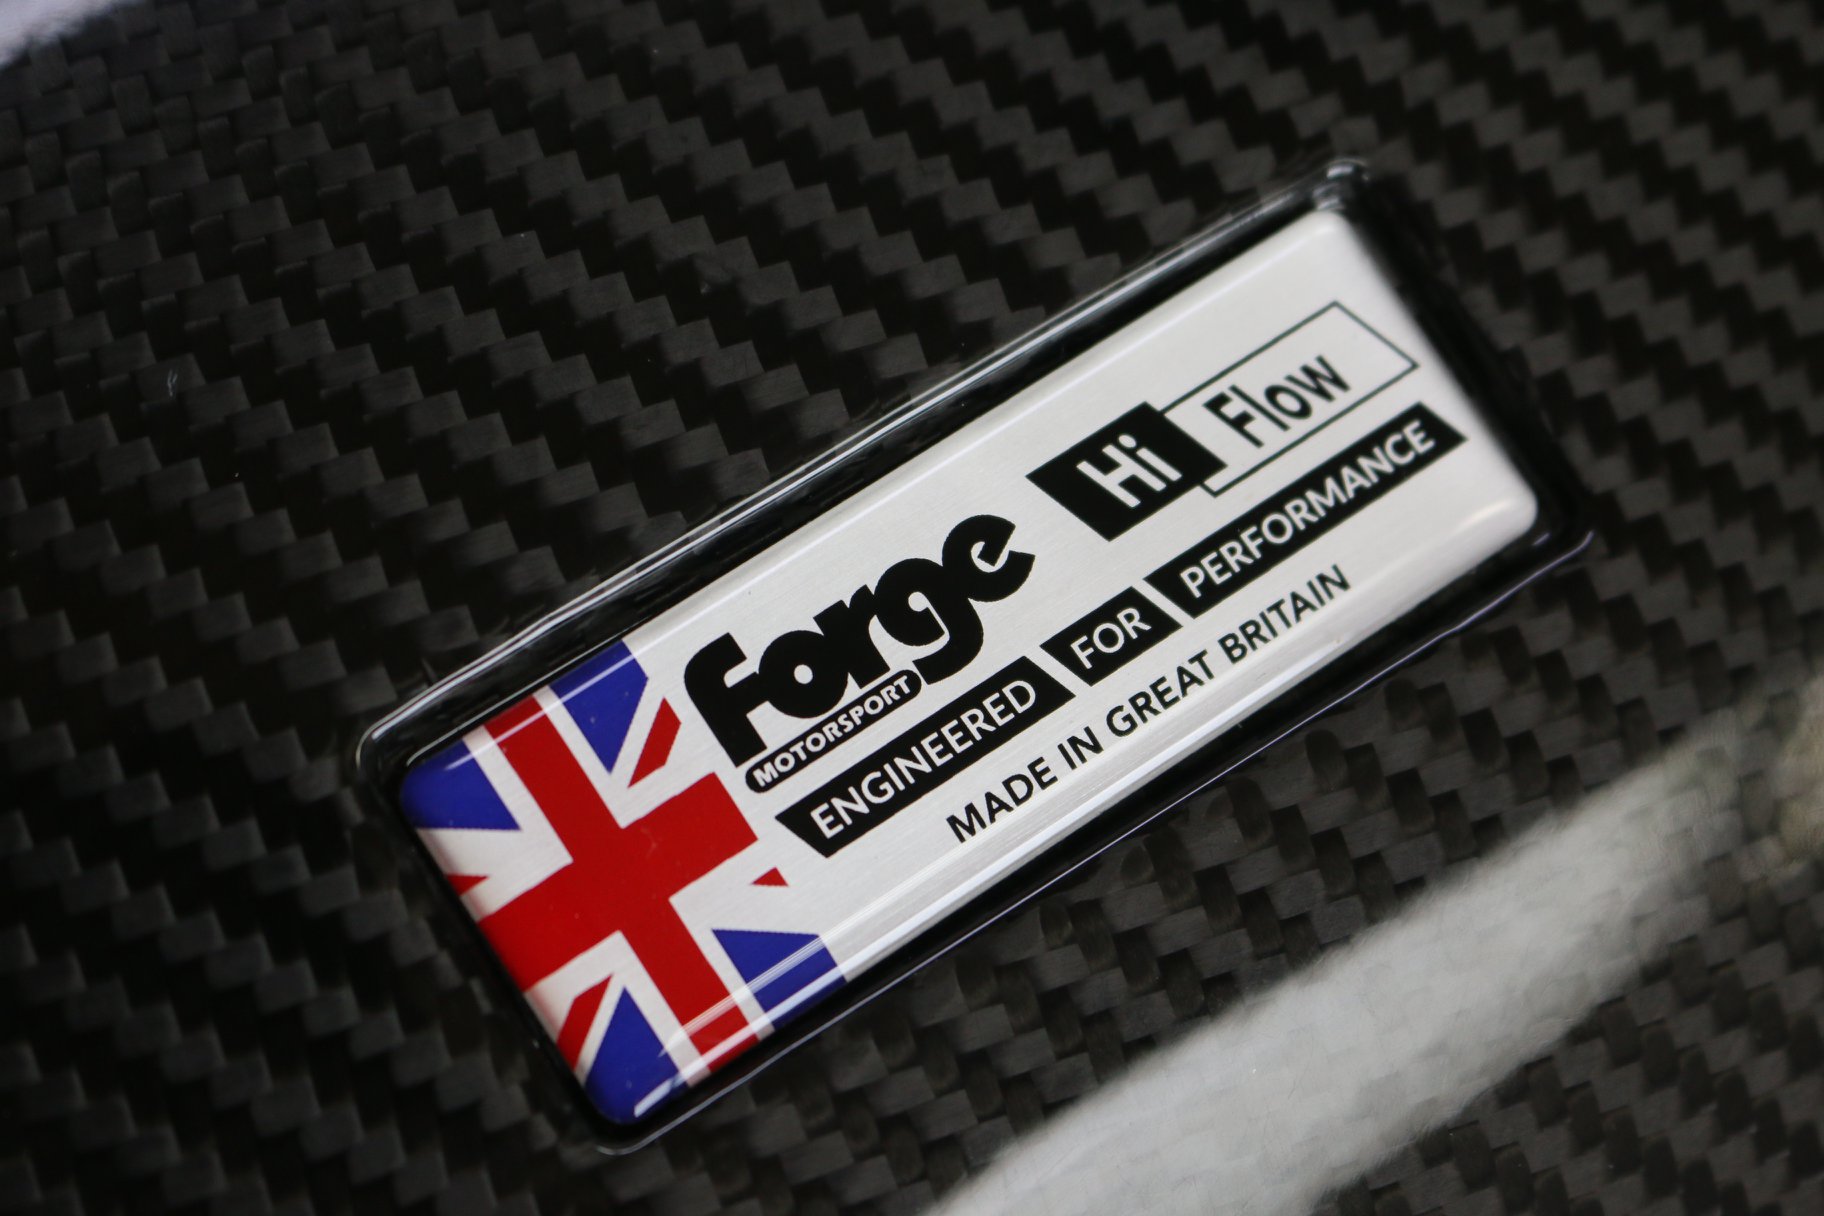 forge Hi Flow
MOTORSPORT
ENGINEERED FOR PERFORMANCE
MADE IN GREAT BRITAIN